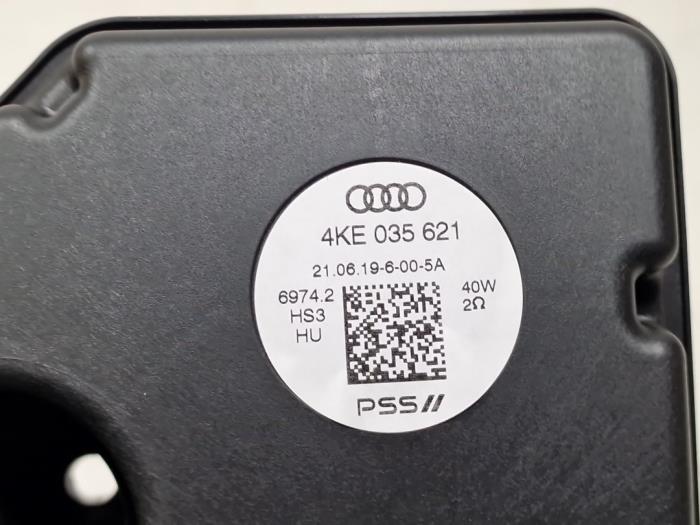 4KE 035 621
21.06.19-6-00-5A
6974.2
HS3
HU
40W
2Ω
PSS//